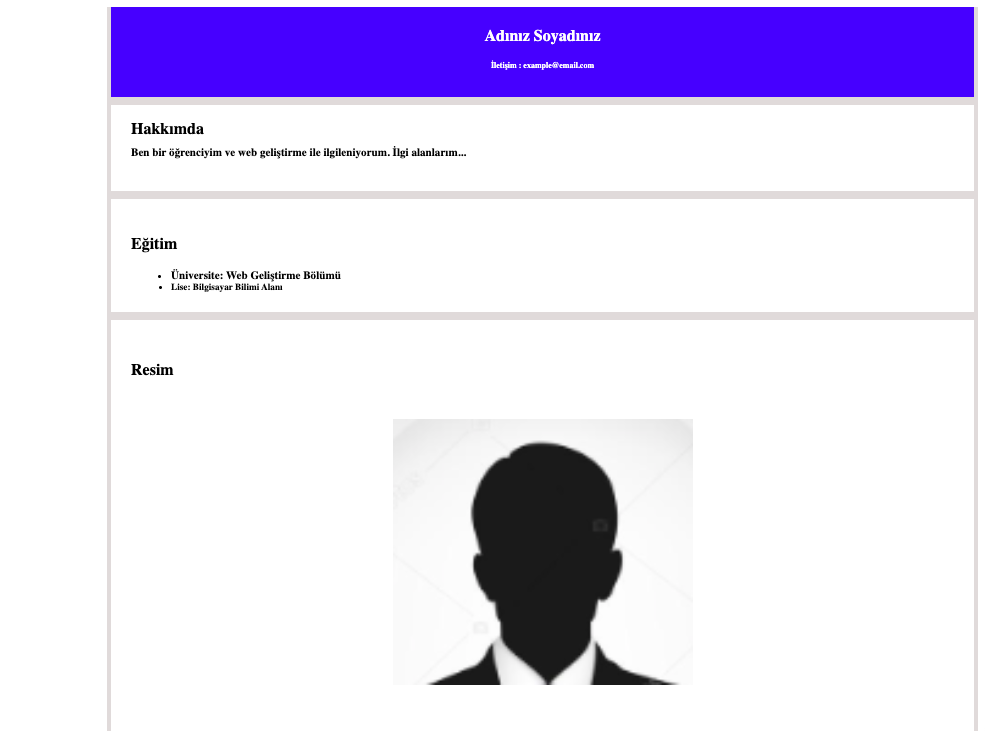 Adınız Soyadınız
İletişim : example@email.com
Hakkımda
Ben bir öğrenciyim ve web geliştirme ile ilgileniyorum. İlgi alanlarım...
Eğitim
• Üniversite: Web Geliştirme Bölümü
• Lise: Bilgisayar Bilimi Alanı
Resim